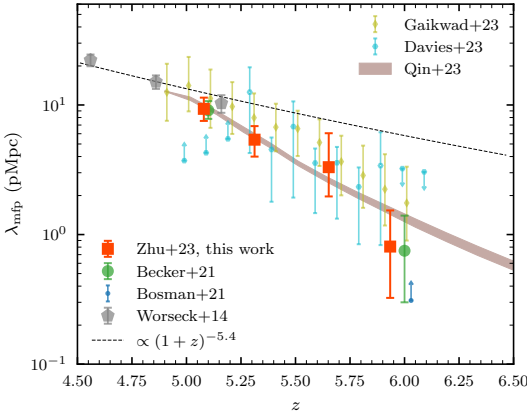 Gaikwad+23
Davies+23
Qin+23
10¹
10⁰
10⁻¹
λmfp (pMpc)
Zhu+23, this work
Becker+21
Bosman+21
Worseck+14
∝ (1 + z)^−5.4
4.50 4.75 5.00 5.25 5.50 5.75 6.00 6.25 6.50
z